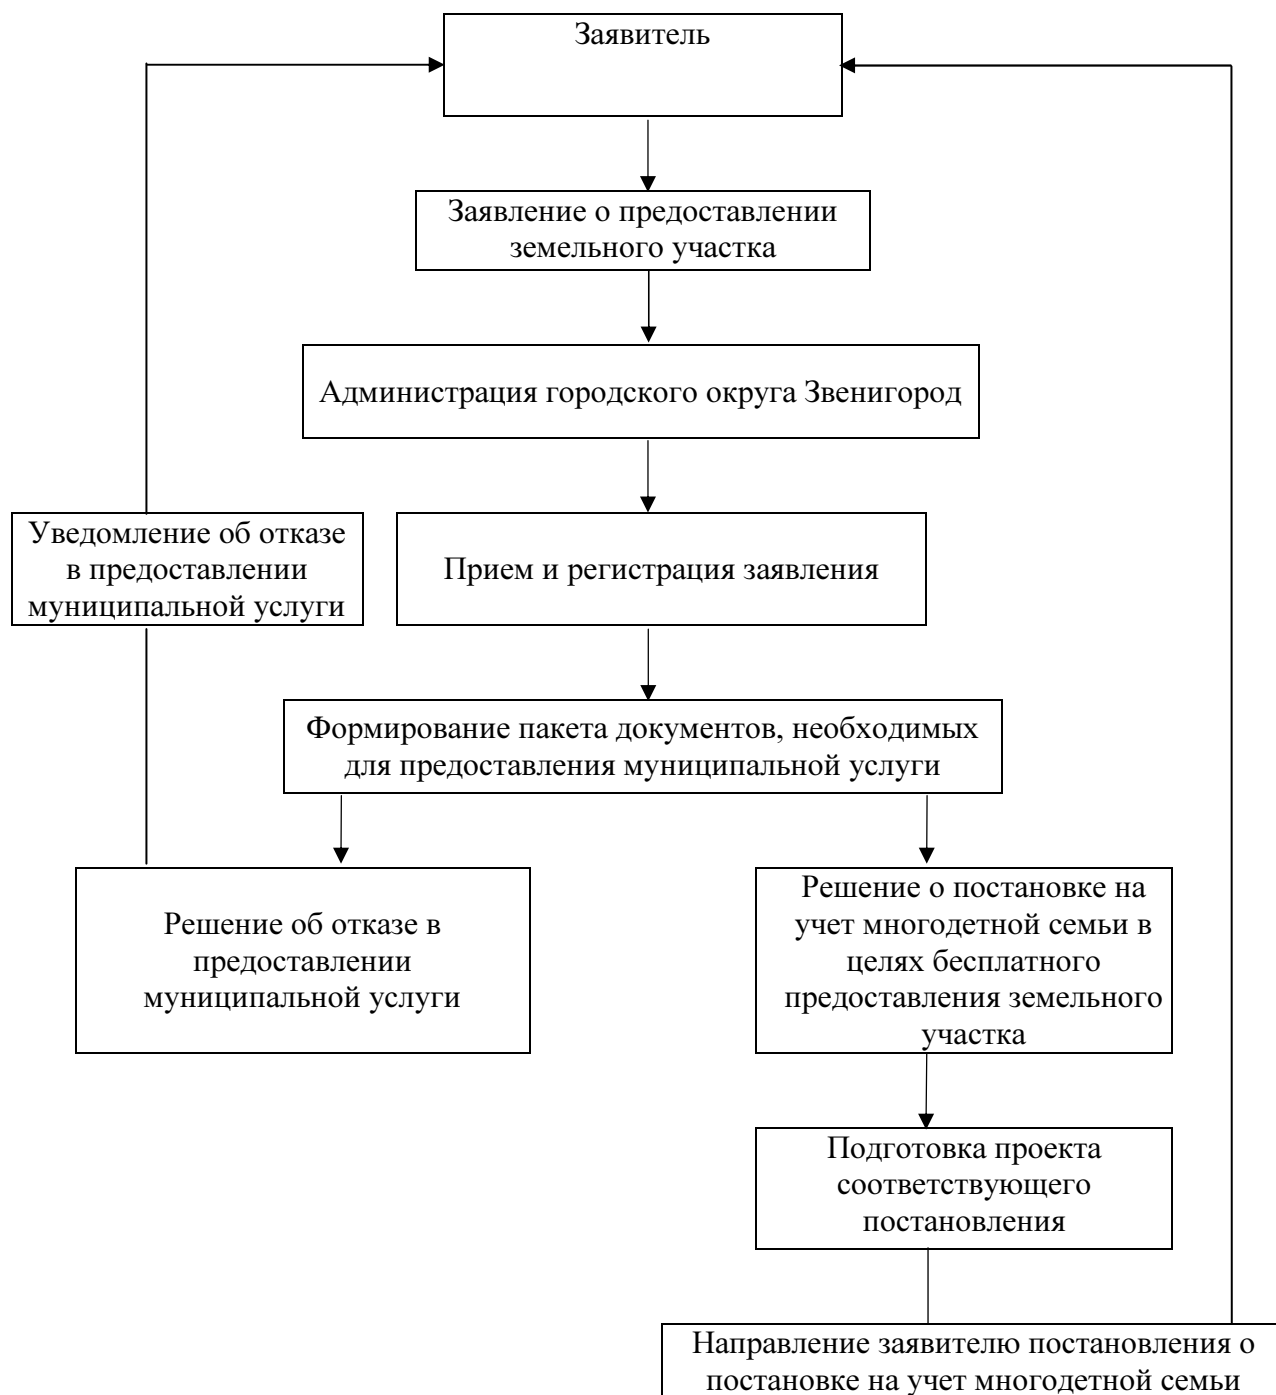 Заявитель
Заявление о предоставлении
земельного участка
Администрация городского округа Звенигород
Уведомление об отказе
в предоставлении
муниципальной услуги
Прием и регистрация заявления
Формирование пакета документов, необходимых
для предоставления муниципальной услуги
Решение об отказе в
предоставлении
муниципальной услуги
Решение о постановке на
учет многодетной семьи в
целях бесплатного
предоставления земельного
участка
Подготовка проекта
соответствующего
постановления
Направление заявителю постановления о
постановке на учет многодетной семьи